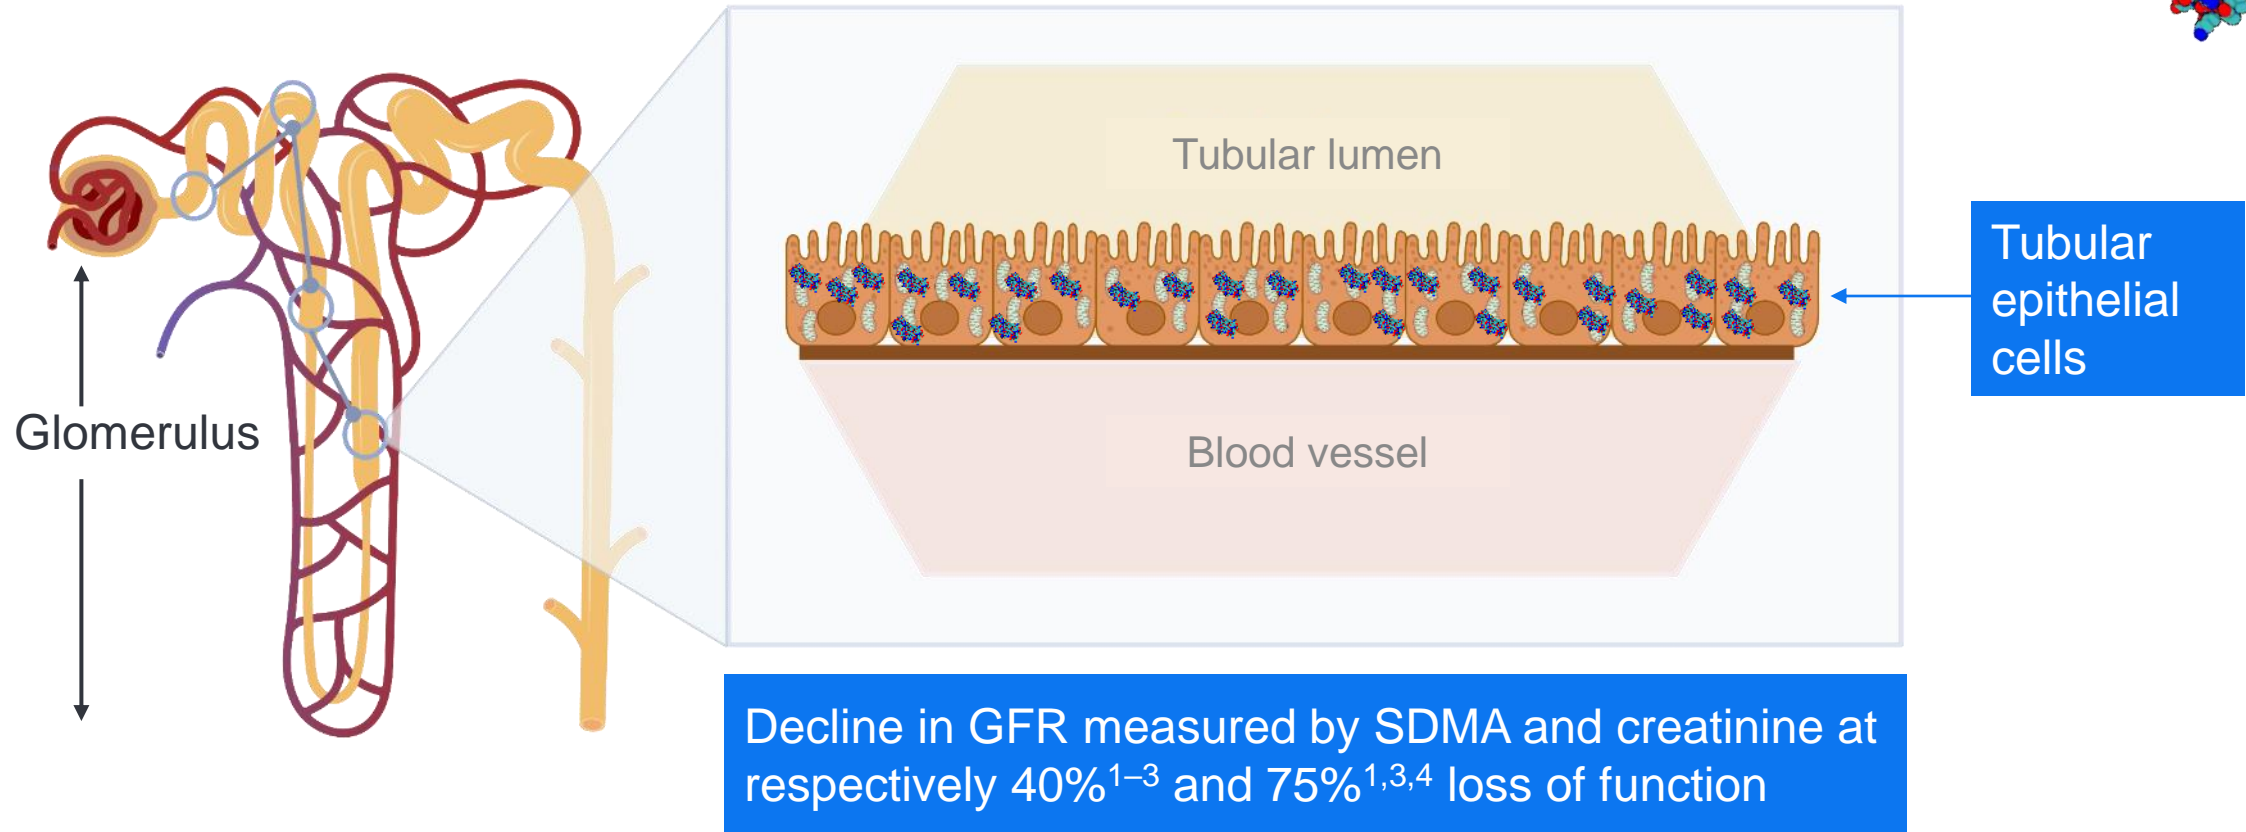 Tubular lumen
Tubular
epithelial
cells
Glomerulus
Blood vessel
Decline in GFR measured by SDMA and creatinine at
respectively 40%¹⁻³ and 75%¹,³,⁴ loss of function